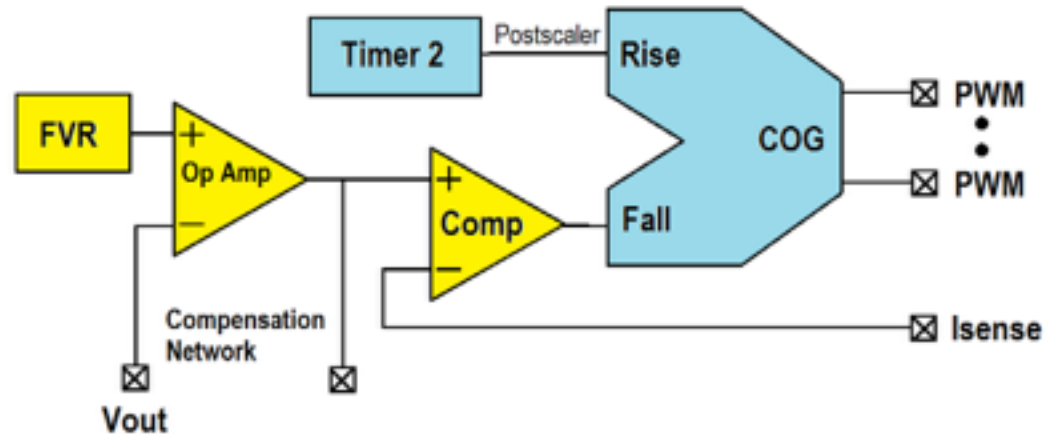 Timer 2
Postscaler
Rise
FVR
+
Op Amp
−
+
Comp
−
COG
Fall
PWM
PWM
Compensation
Network
Isense
Vout